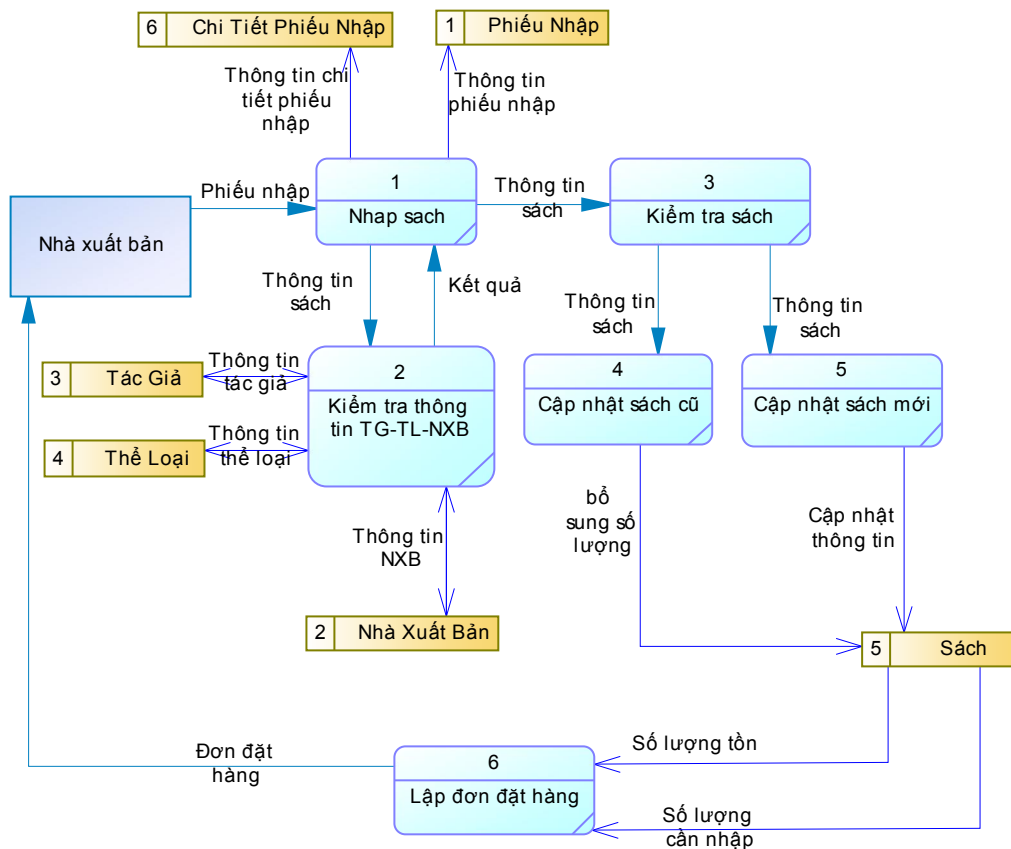 6 Chi Tiết Phiếu Nhập
1 Phiếu Nhập
Thông tin chi
tiết phiếu
nhập
Thông tin
phiếu nhập
1
Nhap sach
3
Kiểm tra sách
Phiếu nhập
Thông tin
sách
Nhà xuất bản
Thông tin
sách
Kết quả
Thông tin
sách
Thông tin
sách
3 Tác Giả
Thông tin
tác giả
2
Kiểm tra thông
tin TG-TL-NXB
4
Cập nhật sách cũ
5
Cập nhật sách mới
4 Thể Loại
Thông tin
thể loại
bổ
sung số
lượng
Cập nhật
thông tin
Thông tin
NXB
2 Nhà Xuất Bản
5 Sách
Số lượng tồn
Đơn đặt
hàng
6
Lập đơn đặt hàng
Số lượng
cần nhập